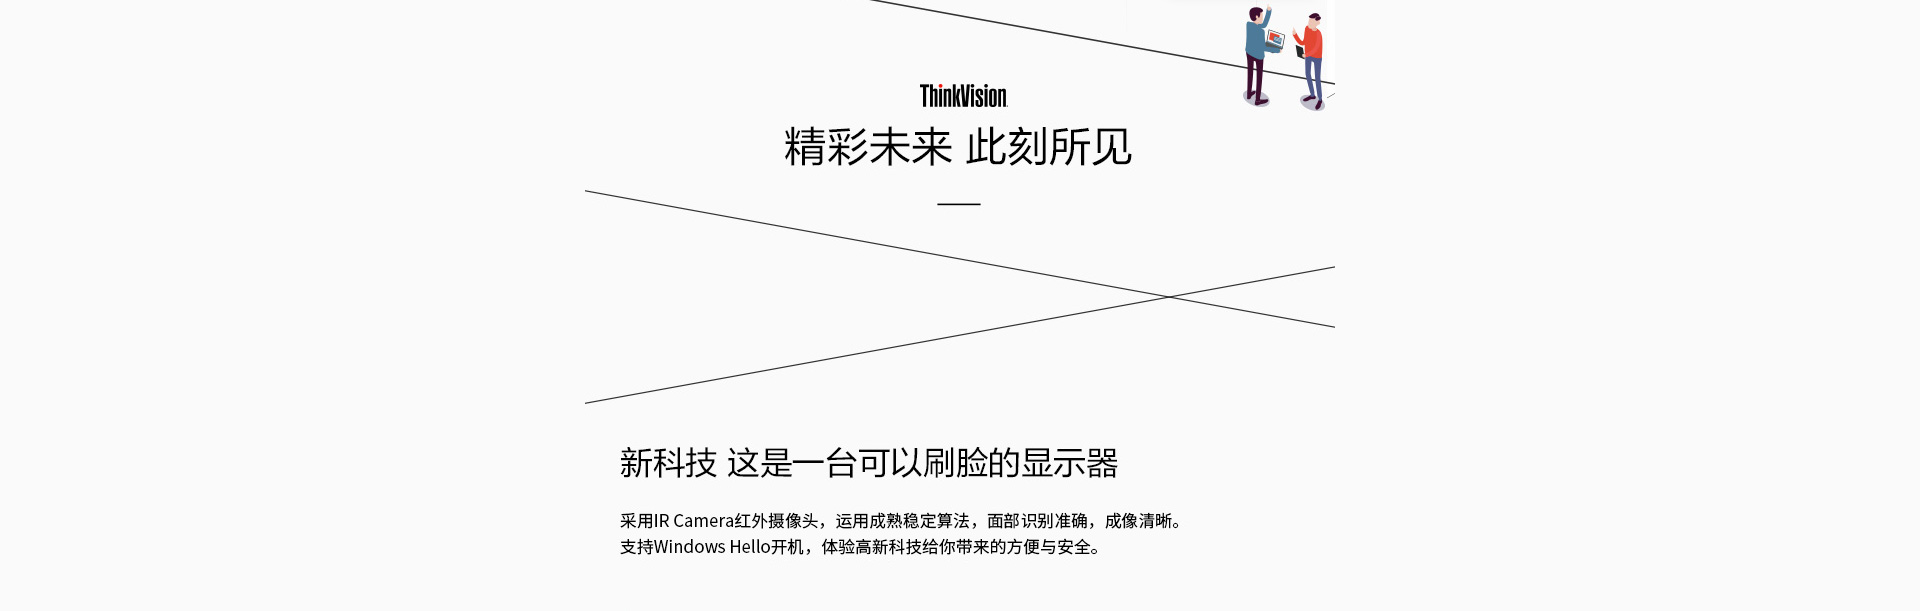 ThinkVision
精彩未来 此刻所见
新科技 这是一台可以刷脸的显示器
采用IR Camera红外摄像头，运用成熟稳定算法，面部识别准确，成像清晰。
支持Windows Hello开机，体验高新科技给你带来的方便与安全。